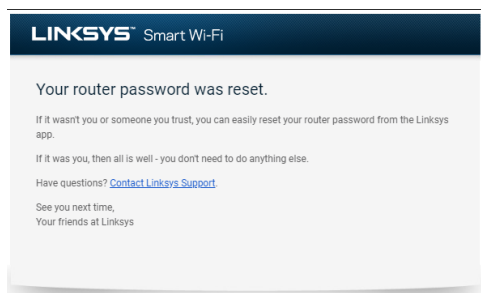 LINKSYS™ Smart Wi-Fi
Your router password was reset.
If it wasn't you or someone you trust, you can easily reset your router password from the Linksys
app.
If it was you, then all is well - you don't need to do anything else.
Have questions? Contact Linksys Support.
See you next time,
Your friends at Linksys